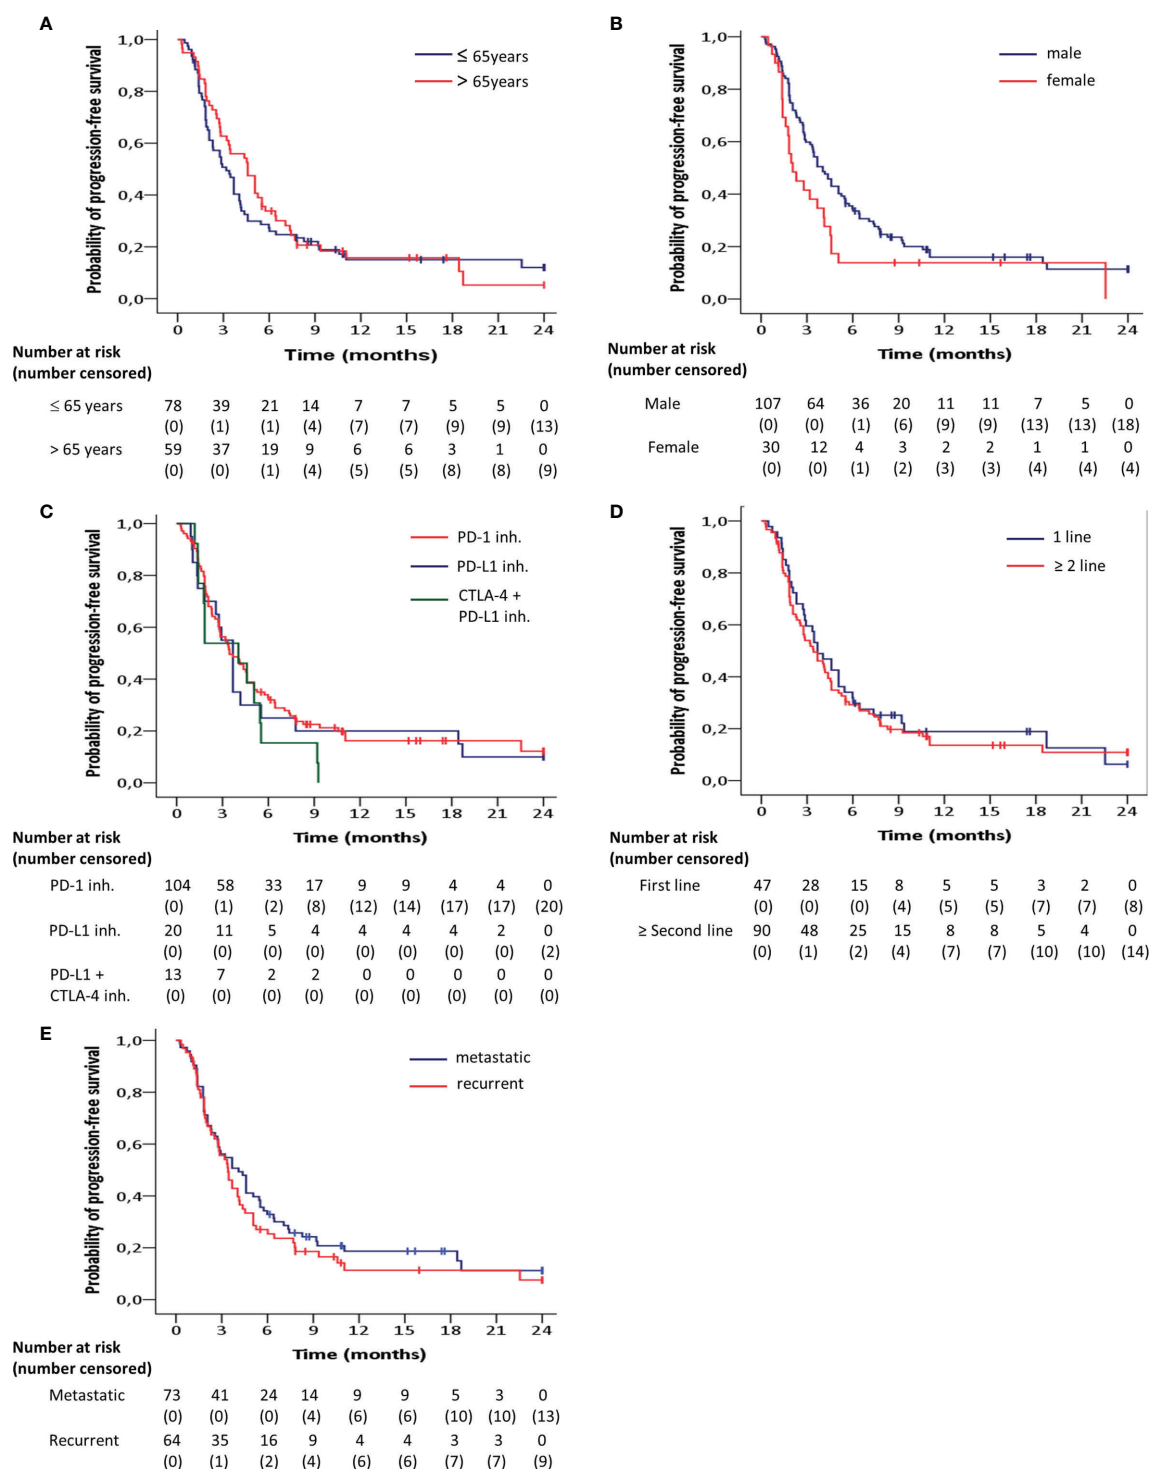 A
Probability of progression-free survival
1,0
0,8
0,6
0,4
0,2
0,0
≤ 65years
> 65years
0 3 6 9 12 15 18 21 24
Time (months)
Number at risk
(number censored)
≤ 65 years 78 39 21 14 7 7 5 5 0
(0) (1) (1) (4) (7) (7) (9) (9) (13)
> 65 years 59 37 19 9 6 6 3 1 0
(0) (0) (1) (4) (5) (5) (8) (8) (9)
B
Probability of progression-free survival
1,0
0,8
0,6
0,4
0,2
0,0
male
female
0 3 6 9 12 15 18 21 24
Time (months)
Number at risk
(number censored)
Male 107 64 36 20 11 11 7 5 0
(0) (0) (1) (6) (9) (9) (13) (13) (18)
Female 30 12 4 3 2 2 1 1 0
(0) (0) (1) (2) (3) (3) (4) (4) (4)
C
Probability of progression-free survival
1,0
0,8
0,6
0,4
0,2
0,0
PD-1 inh.
PD-L1 inh.
CTLA-4 +
PD-L1 inh.
0 3 6 9 12 15 18 21 24
Time (months)
Number at risk
(number censored)
PD-1 inh. 104 58 33 17 9 9 4 4 0
(0) (1) (2) (8) (12) (14) (17) (17) (20)
PD-L1 inh. 20 11 5 4 4 4 4 2 0
(0) (0) (0) (0) (0) (0) (0) (0) (2)
PD-L1 + 13 7 2 2 0 0 0 0 0
CTLA-4 inh. (0) (0) (0) (0) (0) (0) (0) (0) (0)
D
Probability of progression-free survival
1,0
0,8
0,6
0,4
0,2
0,0
1 line
≥ 2 line
0 3 6 9 12 15 18 21 24
Time (months)
Number at risk
(number censored)
First line 47 28 15 8 5 5 3 2 0
(0) (0) (0) (4) (5) (5) (7) (7) (8)
≥ Second line 90 48 25 15 8 8 5 4 0
(0) (1) (2) (4) (7) (7) (10) (10) (14)
E
Probability of progression-free survival
1,0
0,8
0,6
0,4
0,2
0,0
metastatic
recurrent
0 3 6 9 12 15 18 21 24
Time (months)
Number at risk
(number censored)
Metastatic 73 41 24 14 9 9 5 3 0
(0) (0) (0) (4) (6) (6) (10) (10) (13)
Recurrent 64 35 16 9 4 4 3 3 0
(0) (1) (2) (4) (6) (6) (7) (7) (9)